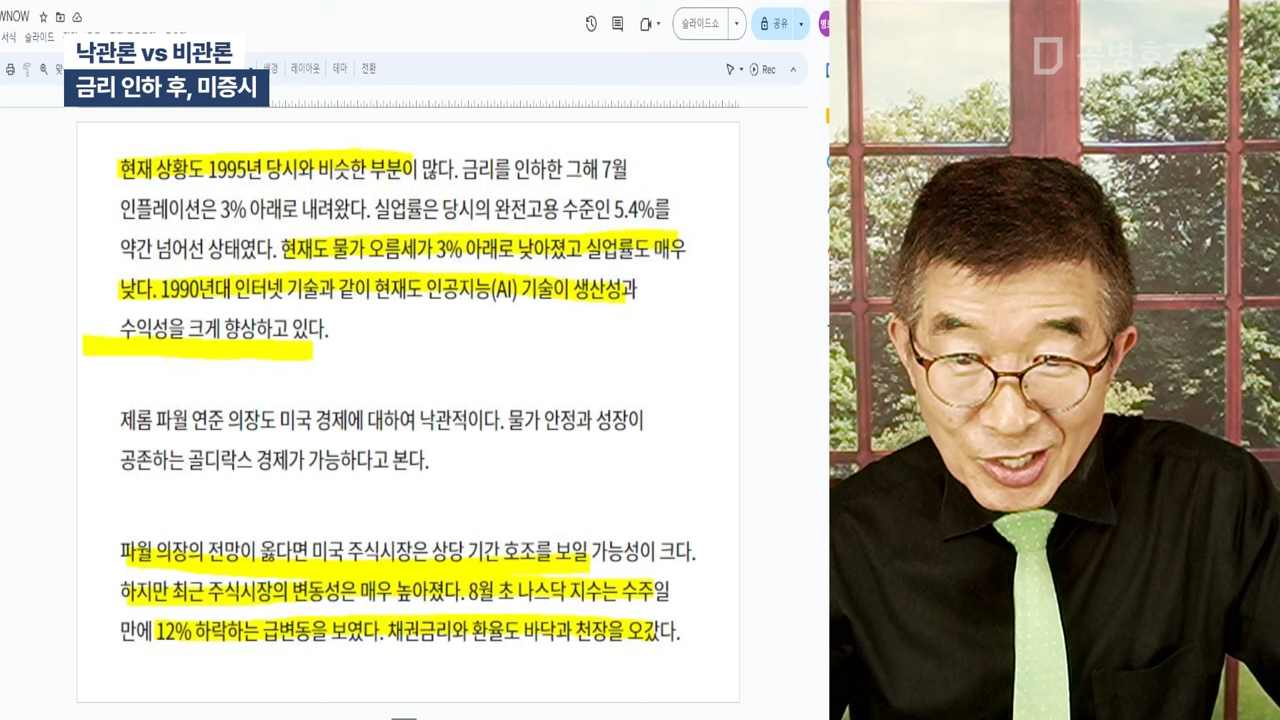 WNOW
서식 슬라이드
슬라이드쇼
공유
낙관론 vs 비관론
금리 인하 후, 미증시
배경 레이아웃 테마 전환
Rec
현재 상황도 1995년 당시와 비슷한 부분이 많다. 금리를 인하한 그해 7월
인플레이션은 3% 아래로 내려왔다. 실업률은 당시의 완전고용 수준인 5.4%를
약간 넘어선 상태였다. 현재도 물가 오름세가 3% 아래로 낮아졌고 실업률도 매우
낮다. 1990년대 인터넷 기술과 같이 현재도 인공지능(AI) 기술이 생산성과
수익성을 크게 향상하고 있다.
제롬 파월 연준 의장도 미국 경제에 대하여 낙관적이다. 물가 안정과 성장이
공존하는 골디락스 경제가 가능하다고 본다.
파월 의장의 전망이 옳다면 미국 주식시장은 상당 기간 호조를 보일 가능성이 크다.
하지만 최근 주식시장의 변동성은 매우 높아졌다. 8월 초 나스닥 지수는 수주일
만에 12% 하락하는 급변동을 보였다. 채권금리와 환율도 바닥과 천장을 오갔다.